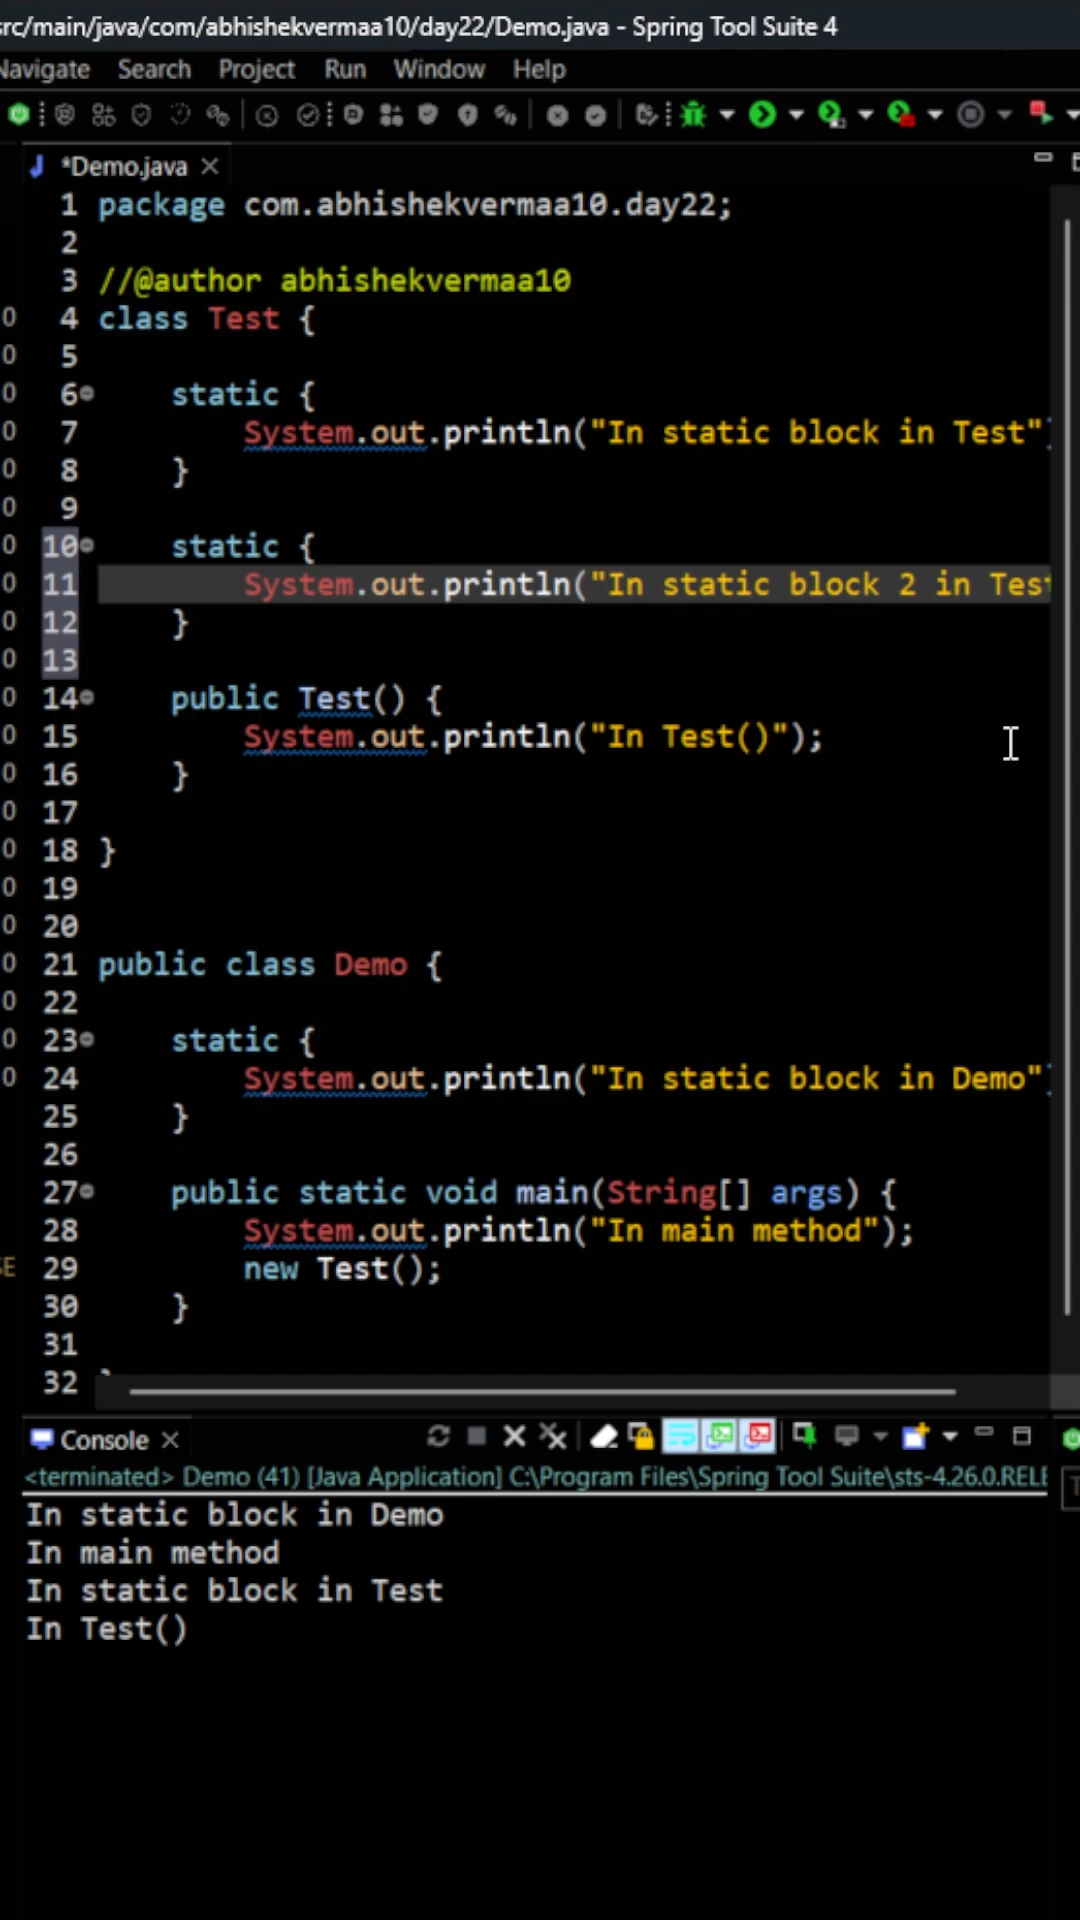 src/main/java/com/abhishekvermaa10/day22/Demo.java - Spring Tool Suite 4
Navigate Search Project Run Window Help
*Demo.java
1 package com.abhishekvermaa10.day22;
2
3 //@author abhishekvermaa10
4 class Test {
5
6 static {
7 System.out.println("In static block in Test"
8 }
9
10 static {
11 System.out.println("In static block 2 in Test
12 }
13
14 public Test() {
15 System.out.println("In Test()");
16 }
17
18 }
19
20
21 public class Demo {
22
23 static {
24 System.out.println("In static block in Demo"
25 }
26
27 public static void main(String[] args) {
28 System.out.println("In main method");
29 new Test();
30 }
31
32
Console
<terminated> Demo (41) [Java Application] C:\Program Files\Spring Tool Suite\sts-4.26.0.RELE
In static block in Demo
In main method
In static block in Test
In Test()